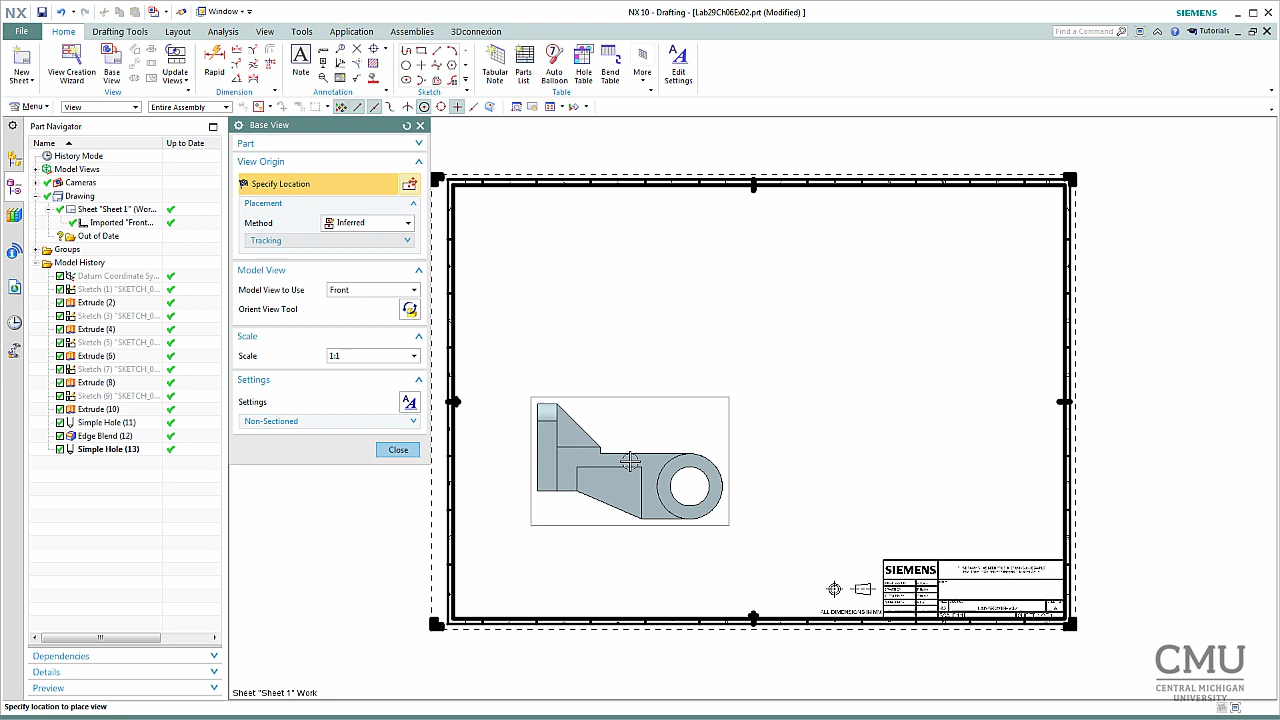 NX
Window
NX 10 - Drafting - [Lab29Ch06Ex02.prt (Modified) ]
SIEMENS
File
Home
Drafting Tools
Layout
Analysis
View
Tools
Assemblies
3Dconnexion
Find a Command
Tutorials
New
Sheet
View Creation
Wizard
Base
View
Update
Views
Rapid
Note
Tabular
Note
Parts
List
Auto
Balloon
Hole
Table
Bend
Table
More
Edit
Settings
View
Dimension
Annotation
Sketch
Table
Menu
View
Entire Assembly
Part Navigator
Name
Up to Date
History Mode
Model Views
Cameras
Drawing
Sheet "Sheet 1" (Wor...
Imported "Front...
Out of Date
Groups
Model History
Datum Coordinate Sy...
Sketch (1) "SKETCH_0...
Extrude (2)
Sketch (3) "SKETCH_0...
Extrude (4)
Sketch (5) "SKETCH_0...
Extrude (6)
Sketch (7) "SKETCH_0...
Extrude (8)
Sketch (9) "SKETCH_0...
Extrude (10)
Simple Hole (11)
Edge Blend (12)
Simple Hole (13)
Dependencies
Details
Preview
Base View
Part
View Origin
Specify Location
Placement
Method
Inferred
Tracking
Model View
Model View to Use
Front
Orient View Tool
Scale
Scale
1:1
Settings
Settings
Non-Sectioned
Close
SIEMENS
ALL DIMENSIONS IN MM
CMU
CENTRAL MICHIGAN
UNIVERSITY
Sheet "Sheet 1" Work
Specify location to place view